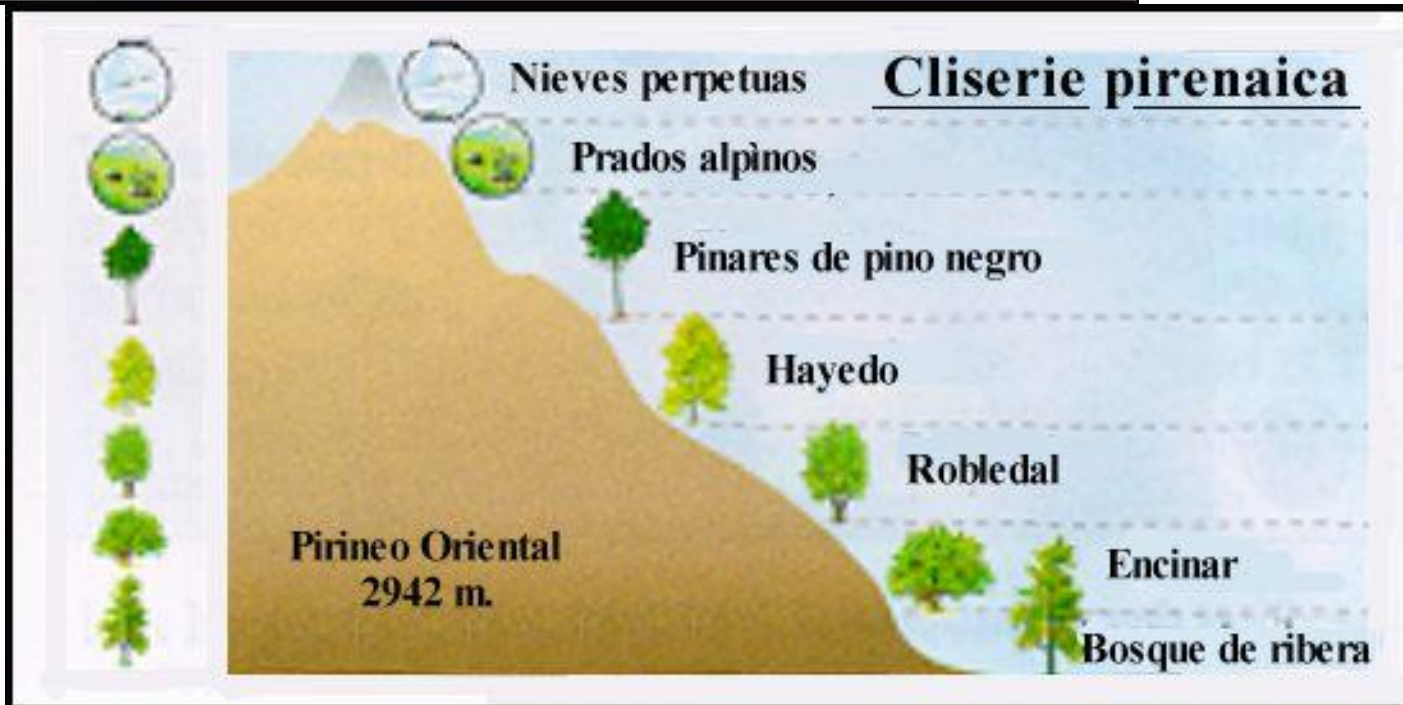 Cliserie pirenaica
Nieves perpetuas
Prados alpìnos
Pinares de pino negro
Hayedo
Robledal
Encinar
Bosque de ribera
Pirineo Oriental
2942 m.